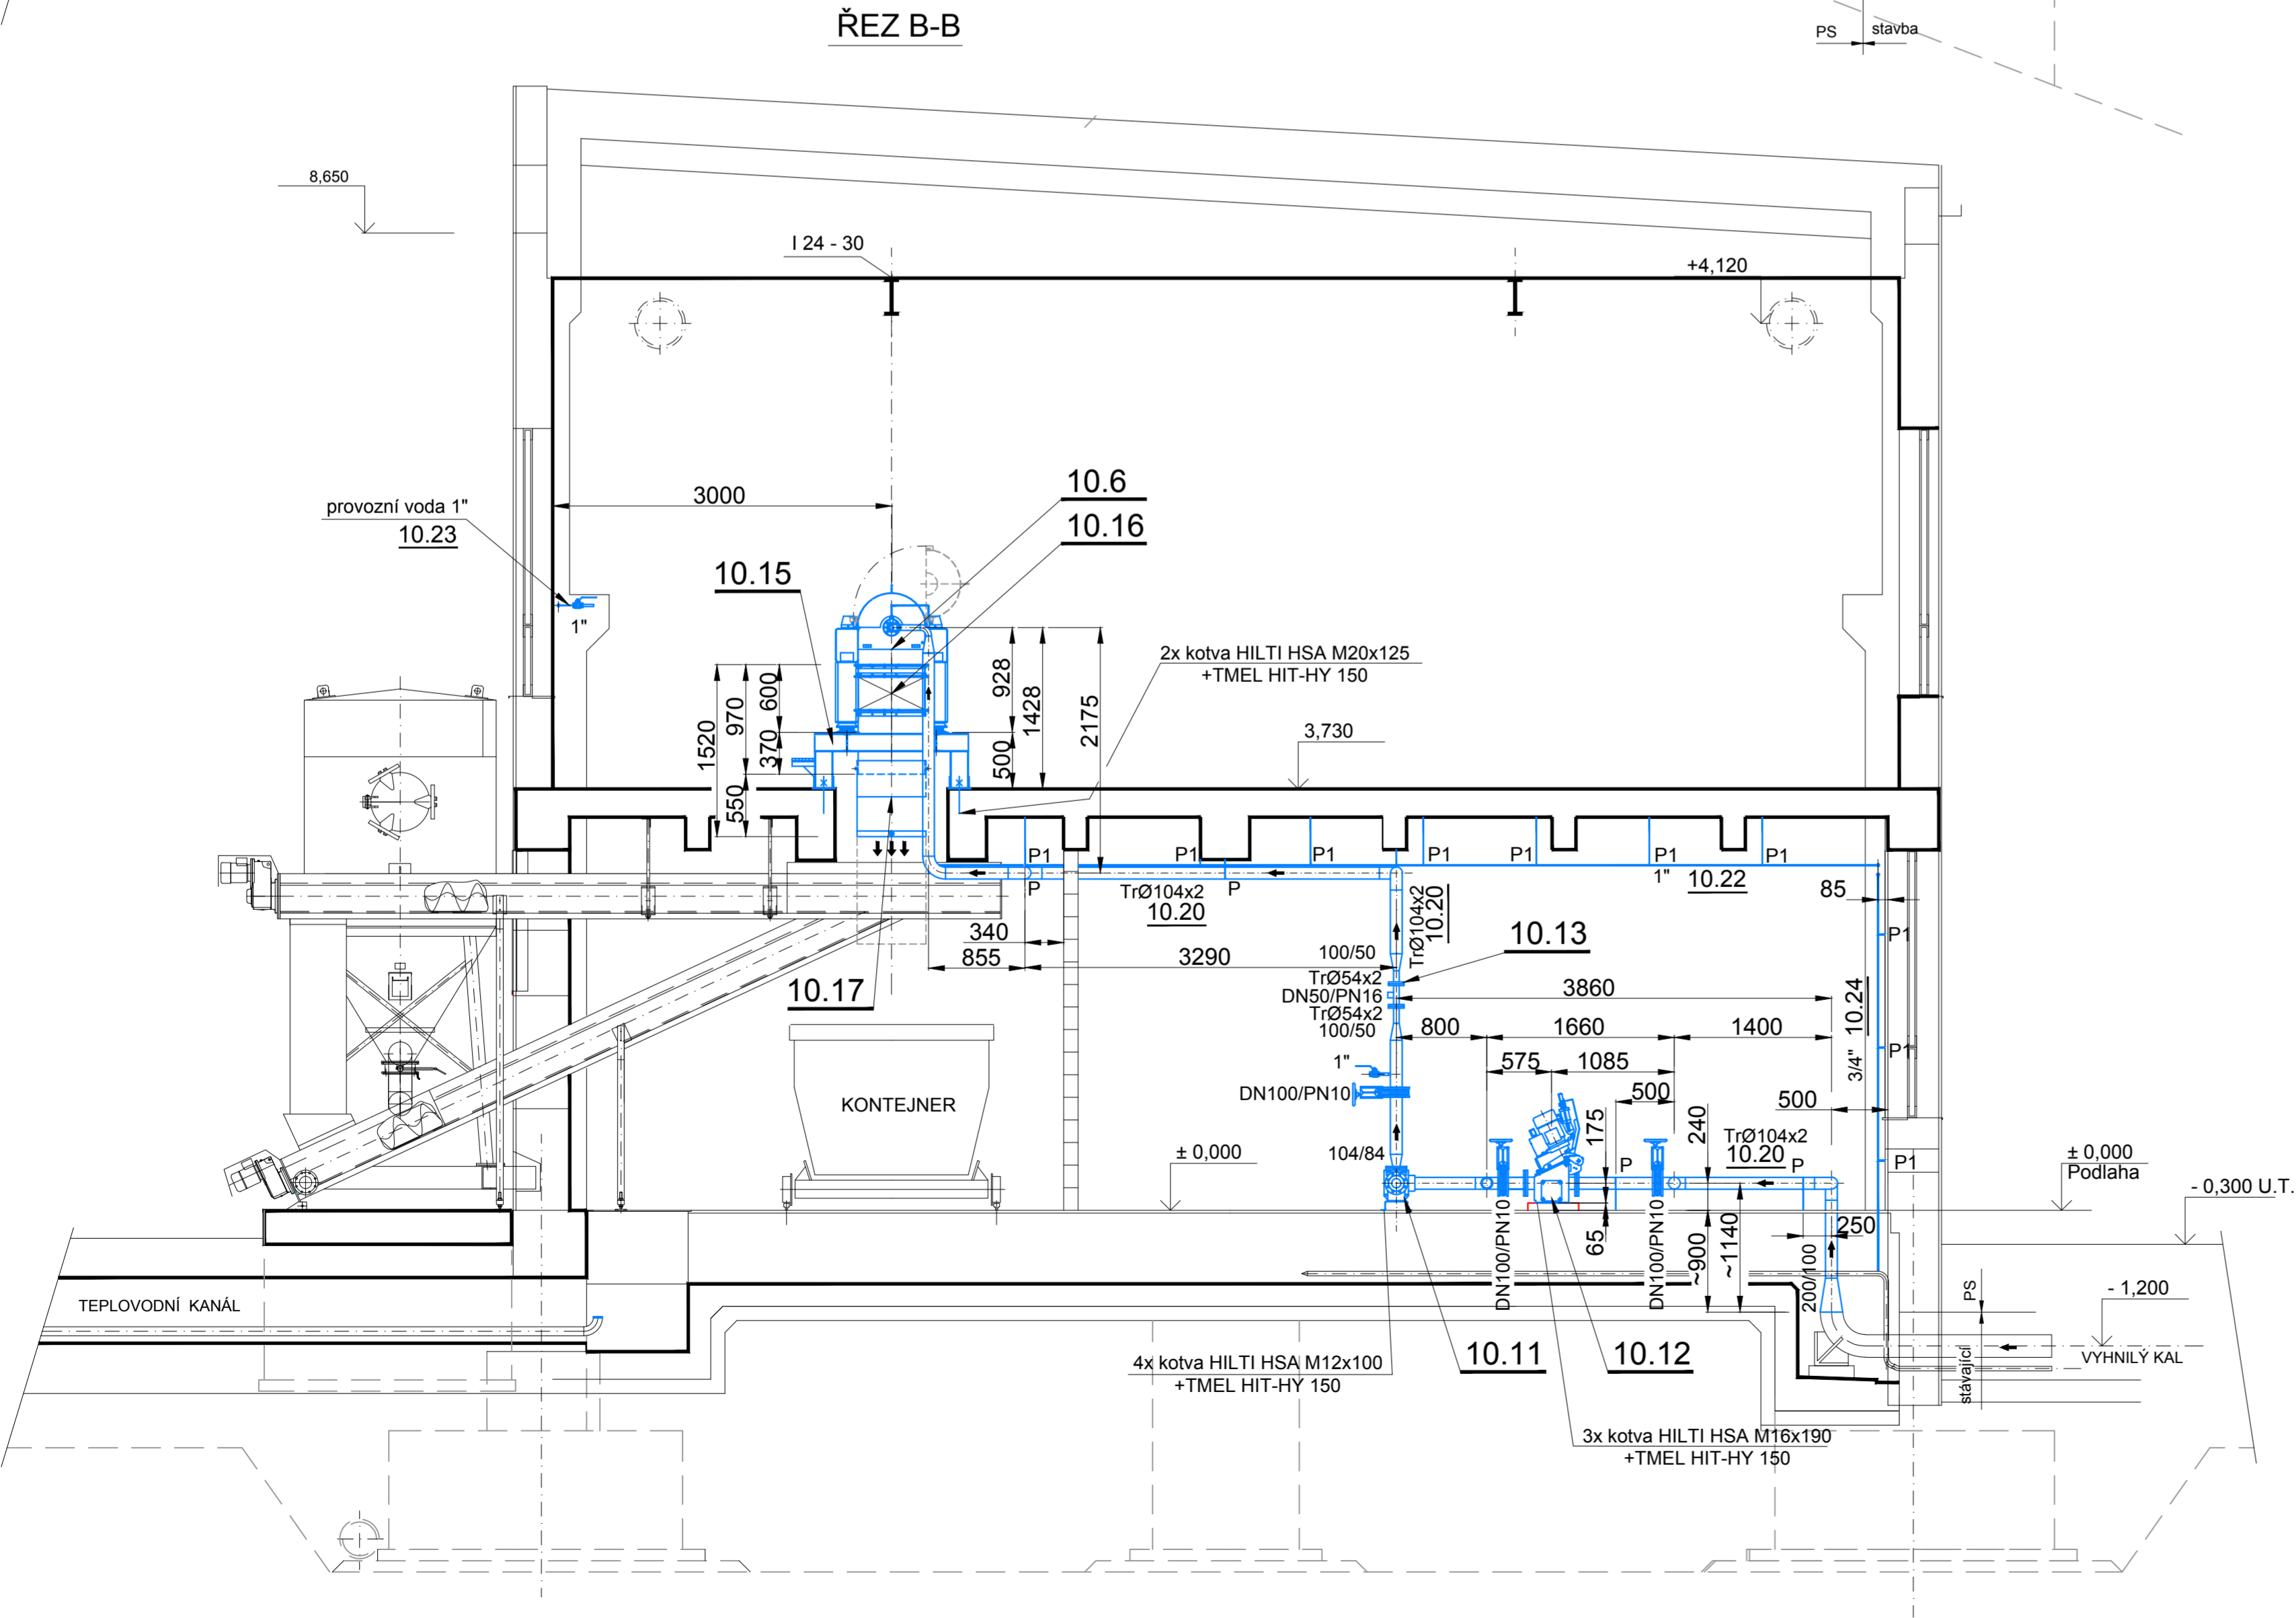 ŘEZ B-B
PS
stavba
8,650
I 24 - 30
+4,120
3000
10.6
10.16
10.15
provozní voda 1"
10.23
1"
2x kotva HILTI HSA M20x125
+TMEL HIT-HY 150
928
1428
2175
500
600
970
370
1520
550
3,730
P1
P1
P1
P1
P1
P1
P1
P
P
TrØ104x2
10.20
1"
10.22
85
340
855
3290
10.17
TrØ104x2
10.20
10.13
100/50
TrØ54x2
DN50/PN16
TrØ54x2
100/50
3860
800
1660
1400
575
1085
500
500
1"
DN100/PN10
3/4"
10.24
P1
P1
P1
KONTEJNER
175
240
TrØ104x2
10.20
P
P
104/84
± 0,000
± 0,000
Podlaha
- 0,300 U.T.
65
~900
~1140
250
200/100
DN100/PN10
DN100/PN10
PS
stávající
- 1,200
VYHNILÝ KAL
TEPLOVODNÍ KANÁL
10.11
10.12
4x kotva HILTI HSA M12x100
+TMEL HIT-HY 150
3x kotva HILTI HSA M16x190
+TMEL HIT-HY 150